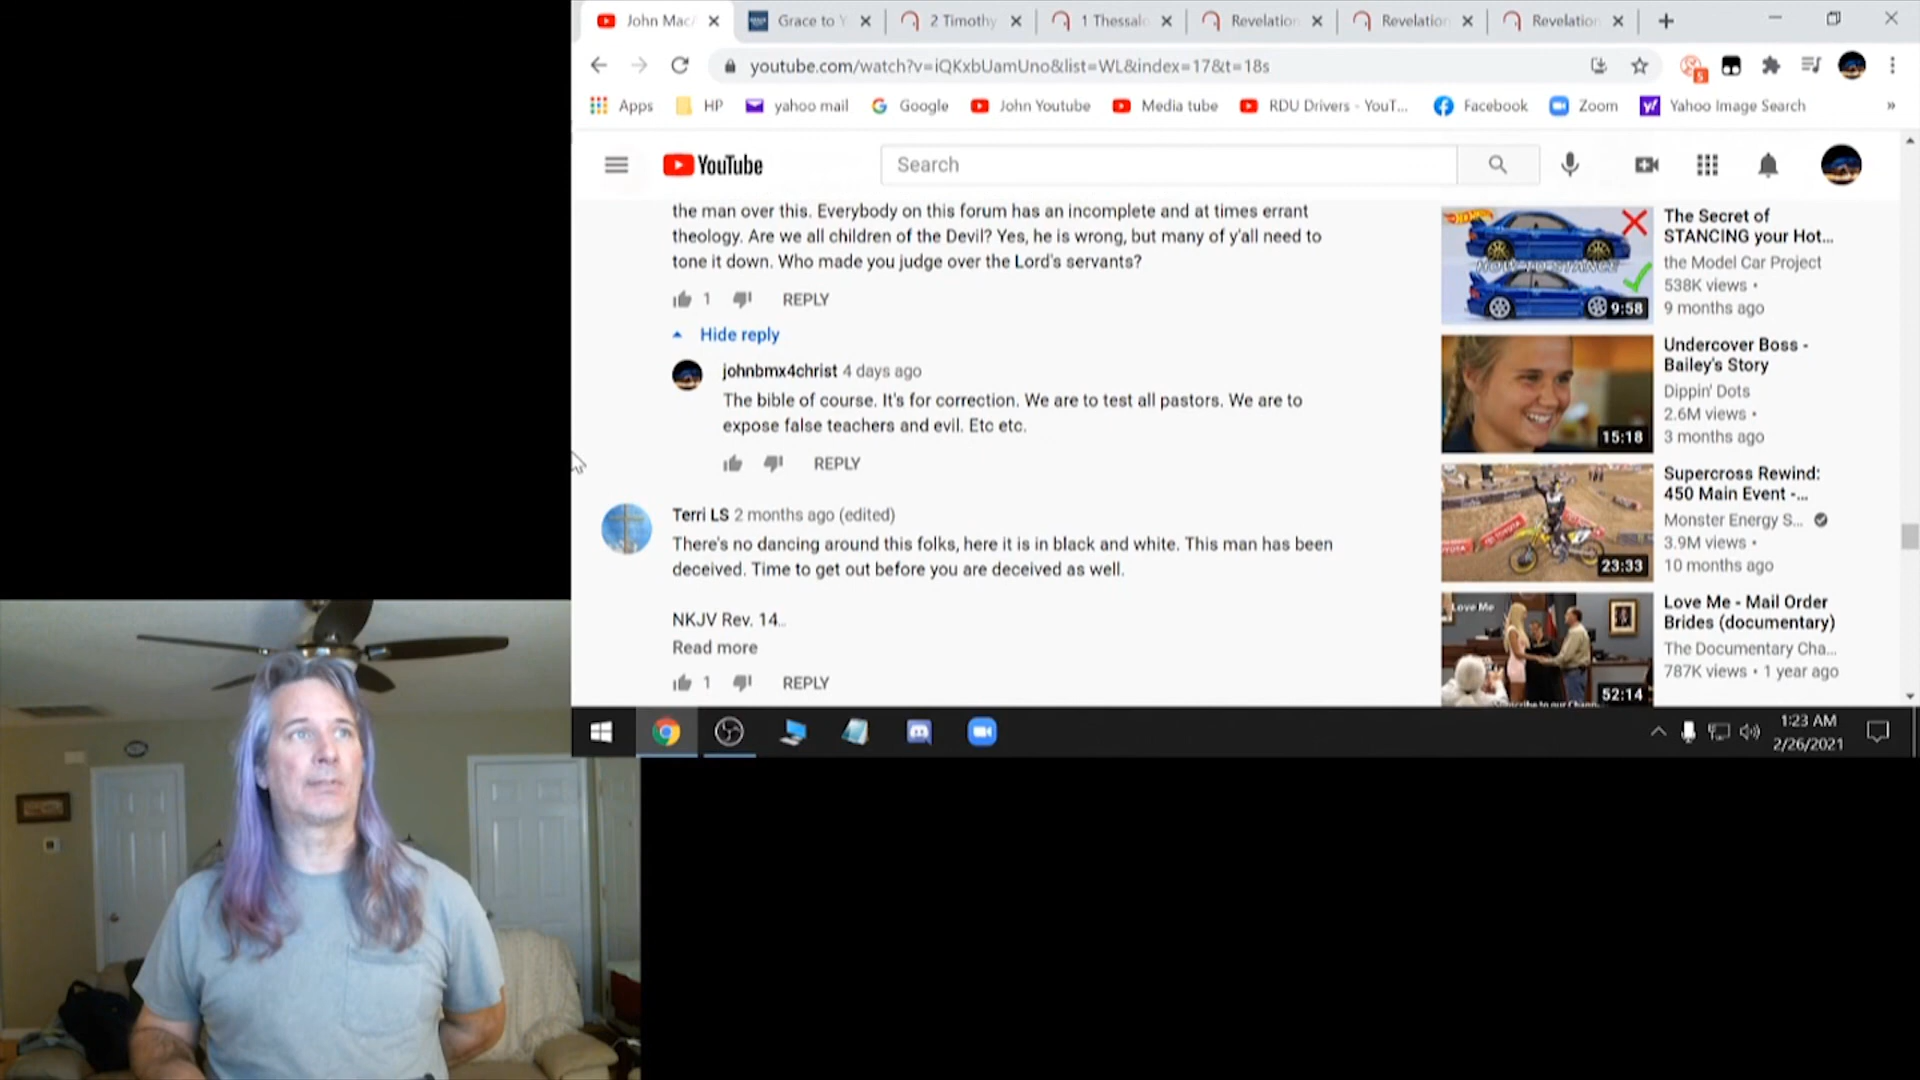 John Mac
Grace to Y
2 Timothy
1 Thessal
Revelation
Revelation
Revelation
youtube.com/watch?v=iQKxbUamUno&list=WL&index=17&t=18s
5
Apps
HP
yahoo mail
Google
John Youtube
Media tube
RDU Drivers - YouT...
Facebook
Zoom
Yahoo Image Search
»
YouTube
Search
the man over this. Everybody on this forum has an incomplete and at times errant
theology. Are we all children of the Devil? Yes, he is wrong, but many of y'all need to
tone it down. Who made you judge over the Lord's servants?
1
REPLY
Hide reply
johnbmx4christ 4 days ago
The bible of course. It's for correction. We are to test all pastors. We are to
expose false teachers and evil. Etc etc.
REPLY
Terri LS 2 months ago (edited)
There's no dancing around this folks, here it is in black and white. This man has been
deceived. Time to get out before you are deceived as well.
NKJV Rev. 14..
Read more
1
REPLY
9:58
The Secret of
STANCING your Hot...
the Model Car Project
538K views •
9 months ago
15:18
Undercover Boss -
Bailey's Story
Dippin' Dots
2.6M views •
3 months ago
23:33
Supercross Rewind:
450 Main Event -...
Monster Energy S...
3.9M views •
10 months ago
Love Me
52:14
Love Me - Mail Order
Brides (documentary)
The Documentary Cha...
787K views • 1 year ago
1:23 AM
2/26/2021